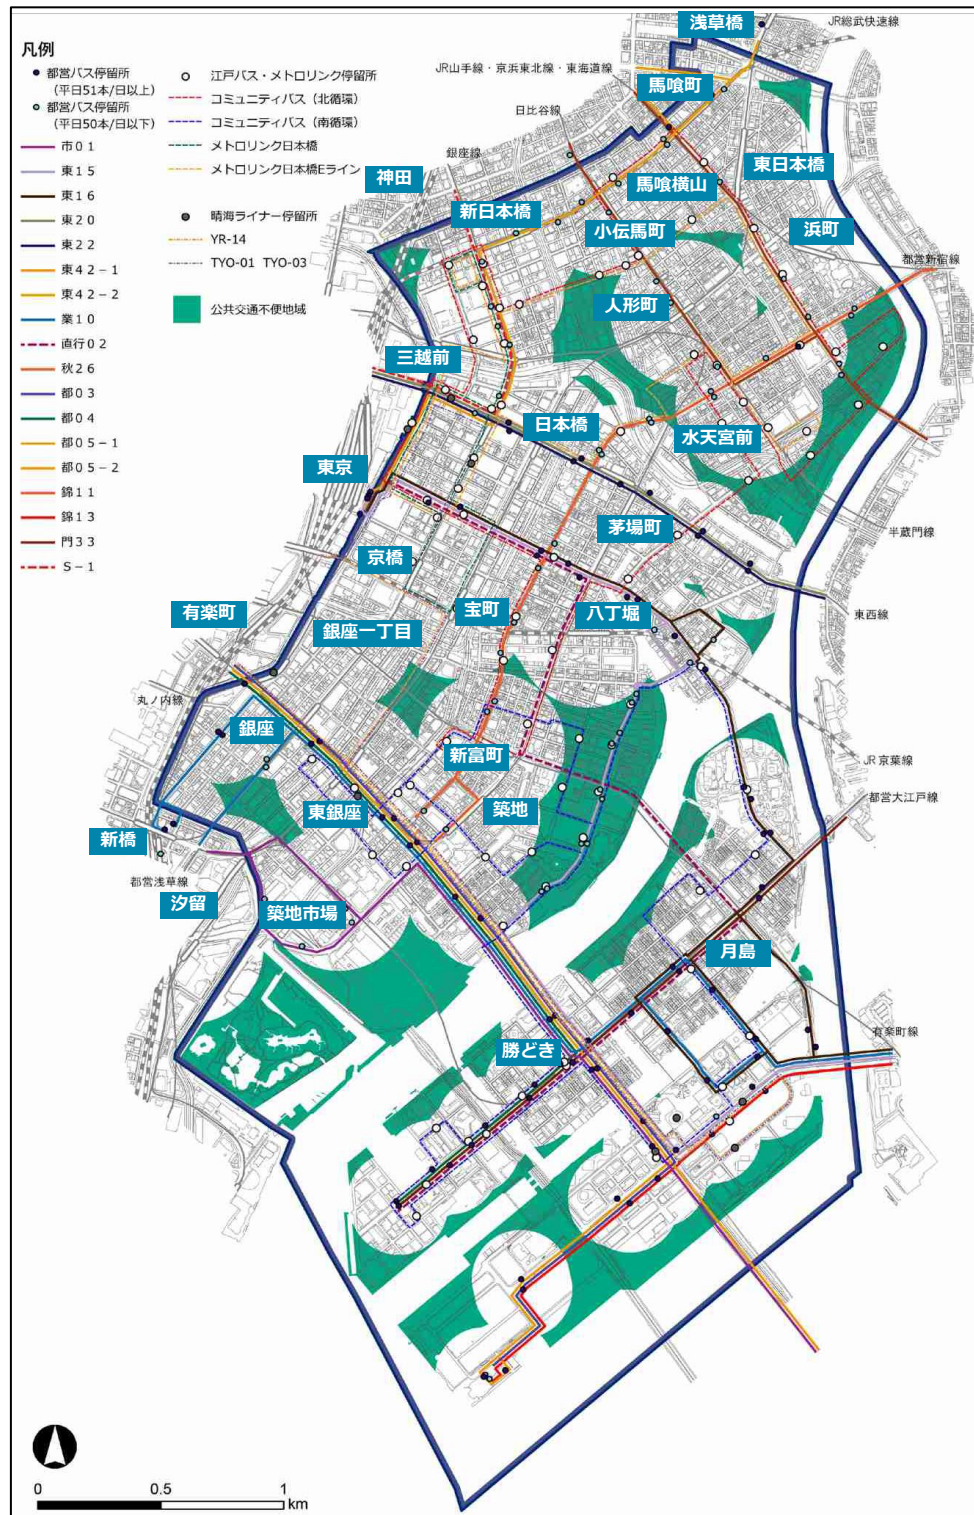 凡例
都営バス停留所
(平日51本/日以上)
都営バス停留所
(平日50本/日以下)
市０１
東１５
東１６
東２０
東２２
東４２－１
東４２－２
業１０
直行０２
秋２６
都０３
都０４
都０５－１
都０５－２
錦１１
錦１３
門３３
Ｓ－１
江戸バス・メトロリンク停留所
コミュニティバス（北循環）
コミュニティバス（南循環）
メトロリンク日本橋
メトロリンク日本橋Eライン
晴海ライナー停留所
YR-14
TYO-01 TYO-03
公共交通不便地域
浅草橋
JR総武快速線
JR山手線・京浜東北線・東海道線
馬喰町
日比谷線
銀座線
神田
馬喰横山
東日本橋
新日本橋
小伝馬町
浜町
都営新宿線
人形町
三越前
日本橋
水天宮前
東京
茅場町
半蔵門線
京橋
宝町
八丁堀
東西線
有楽町
銀座一丁目
丸ノ内線
銀座
新富町
JR京葉線
東銀座
築地
都営大江戸線
新橋
都営浅草線
汐留
築地市場
月島
有楽町線
勝どき
0
0.5
1
km